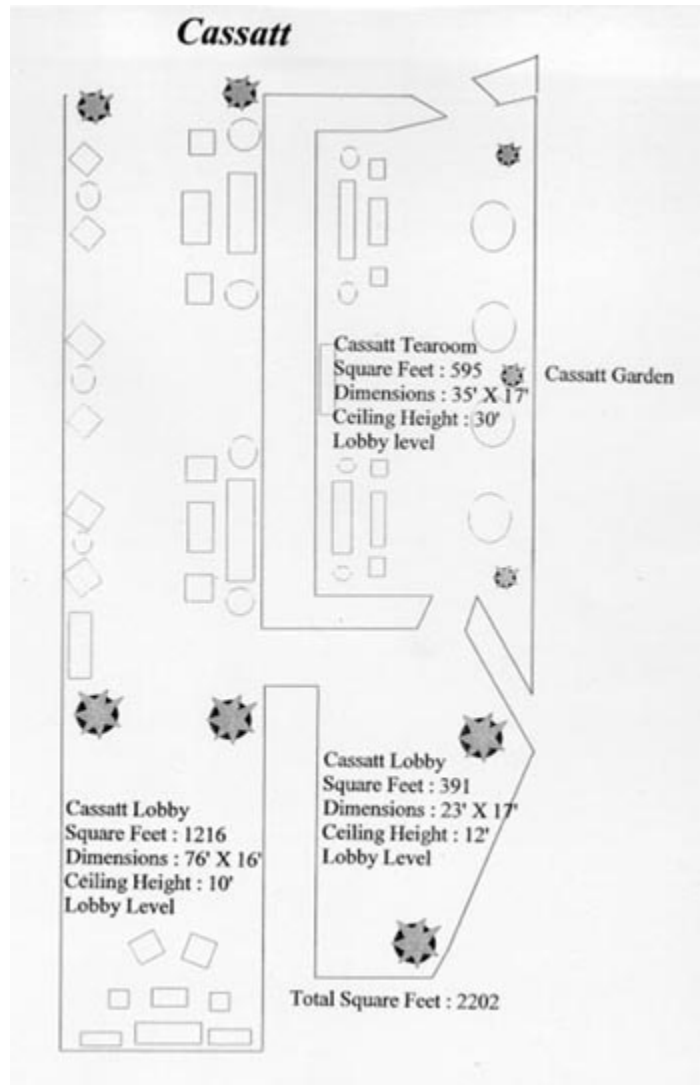 Cassatt
Cassatt Tearoom
Square Feet : 595
Dimensions : 35' X 17'
Ceiling Height : 30'
Lobby level
Cassatt Garden
Cassatt Lobby
Square Feet : 391
Dimensions : 23' X 17'
Ceiling Height : 12'
Lobby Level
Cassatt Lobby
Square Feet : 1216
Dimensions : 76' X 16'
Ceiling Height : 10'
Lobby Level
Total Square Feet : 2202